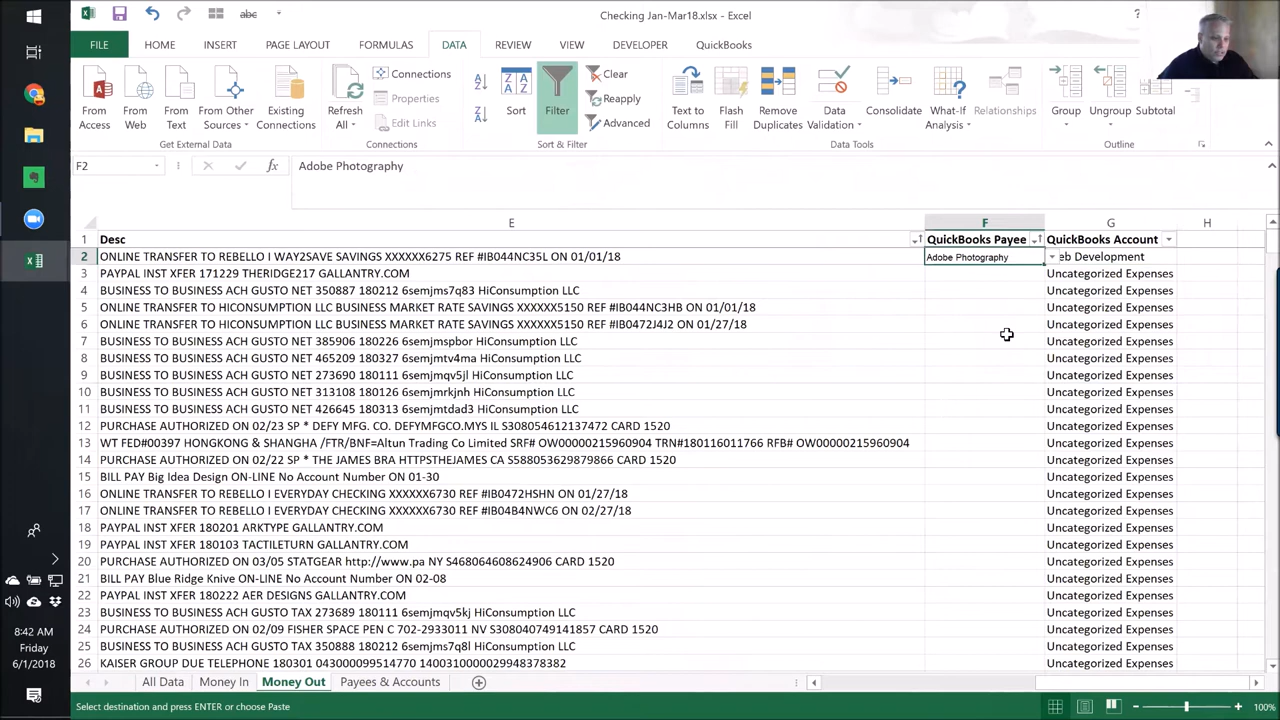 abc
Checking Jan-Mar18.xlsx - Excel
?
FILE
HOME
INSERT
PAGE LAYOUT
FORMULAS
DATA
REVIEW
VIEW
DEVELOPER
QuickBooks
From Access
From Web
From Text
From Other Sources
Existing Connections
Get External Data
Refresh All
Connections
Properties
Edit Links
Connections
Sort
Filter
Clear
Reapply
Advanced
Sort & Filter
Text to Columns
Flash Fill
Remove Duplicates
Data Validation
Consolidate
What-If Analysis
Relationships
Data Tools
Group
Ungroup
Subtotal
Outline
F2
fx
Adobe Photography
E F G H
1 Desc QuickBooks Payee QuickBooks Account
2 ONLINE TRANSFER TO REBELLO I WAY2SAVE SAVINGS XXXXXX6275 REF #IB044NC35L ON 01/01/18 Adobe Photography eb Development
3 PAYPAL INST XFER 171229 THERIDGE217 GALLANTRY.COM Uncategorized Expenses
4 BUSINESS TO BUSINESS ACH GUSTO NET 350887 180212 6semjms7q83 HiConsumption LLC Uncategorized Expenses
5 ONLINE TRANSFER TO HICONSUMPTION LLC BUSINESS MARKET RATE SAVINGS XXXXXX5150 REF #IB044NC3HB ON 01/01/18 Uncategorized Expenses
6 ONLINE TRANSFER TO HICONSUMPTION LLC BUSINESS MARKET RATE SAVINGS XXXXXX5150 REF #IB0472J4J2 ON 01/27/18 Uncategorized Expenses
7 BUSINESS TO BUSINESS ACH GUSTO NET 385906 180226 6semjmspbor HiConsumption LLC Uncategorized Expenses
8 BUSINESS TO BUSINESS ACH GUSTO NET 465209 180327 6semjmtv4ma HiConsumption LLC Uncategorized Expenses
9 BUSINESS TO BUSINESS ACH GUSTO NET 273690 180111 6semjmqv5jl HiConsumption LLC Uncategorized Expenses
10 BUSINESS TO BUSINESS ACH GUSTO NET 313108 180126 6semjmrkjnh HiConsumption LLC Uncategorized Expenses
11 BUSINESS TO BUSINESS ACH GUSTO NET 426645 180313 6semjmtdad3 HiConsumption LLC Uncategorized Expenses
12 PURCHASE AUTHORIZED ON 02/23 SP * DEFY MFG. CO. DEFYMFGCO.MYS IL S308054612137472 CARD 1520 Uncategorized Expenses
13 WT FED#00397 HONGKONG & SHANGHA /FTR/BNF=Altun Trading Co Limited SRF# OW00000215960904 TRN#180116011766 RFB# OW00000215960904 Uncategorized Expenses
14 PURCHASE AUTHORIZED ON 02/22 SP * THE JAMES BRA HTTPSTHEJAMES CA S588053629879866 CARD 1520 Uncategorized Expenses
15 BILL PAY Big Idea Design ON-LINE No Account Number ON 01-30 Uncategorized Expenses
16 ONLINE TRANSFER TO REBELLO I EVERYDAY CHECKING XXXXXX6730 REF #IB0472HSHN ON 01/27/18 Uncategorized Expenses
17 ONLINE TRANSFER TO REBELLO I EVERYDAY CHECKING XXXXXX6730 REF #IB04B4NWC6 ON 02/27/18 Uncategorized Expenses
18 PAYPAL INST XFER 180201 ARKTYPE GALLANTRY.COM Uncategorized Expenses
19 PAYPAL INST XFER 180103 TACTILETURN GALLANTRY.COM Uncategorized Expenses
20 PURCHASE AUTHORIZED ON 03/05 STATGEAR http://www.pa NY S468064608624906 CARD 1520 Uncategorized Expenses
21 BILL PAY Blue Ridge Knive ON-LINE No Account Number ON 02-08 Uncategorized Expenses
22 PAYPAL INST XFER 180222 AER DESIGNS GALLANTRY.COM Uncategorized Expenses
23 BUSINESS TO BUSINESS ACH GUSTO TAX 273689 180111 6semjmqv5kj HiConsumption LLC Uncategorized Expenses
24 PURCHASE AUTHORIZED ON 02/09 FISHER SPACE PEN C 702-2933011 NV S308040749141857 CARD 1520 Uncategorized Expenses
25 BUSINESS TO BUSINESS ACH GUSTO TAX 350888 180212 6semjms7q8l HiConsumption LLC Uncategorized Expenses
26 KAISER GROUP DUE TELEPHONE 180301 043000099514770 140031000029948378382 Uncategorized Expenses
8:42 AM
Friday
6/1/2018
All Data
Money In
Money Out
Payees & Accounts
Select destination and press ENTER or choose Paste
100%